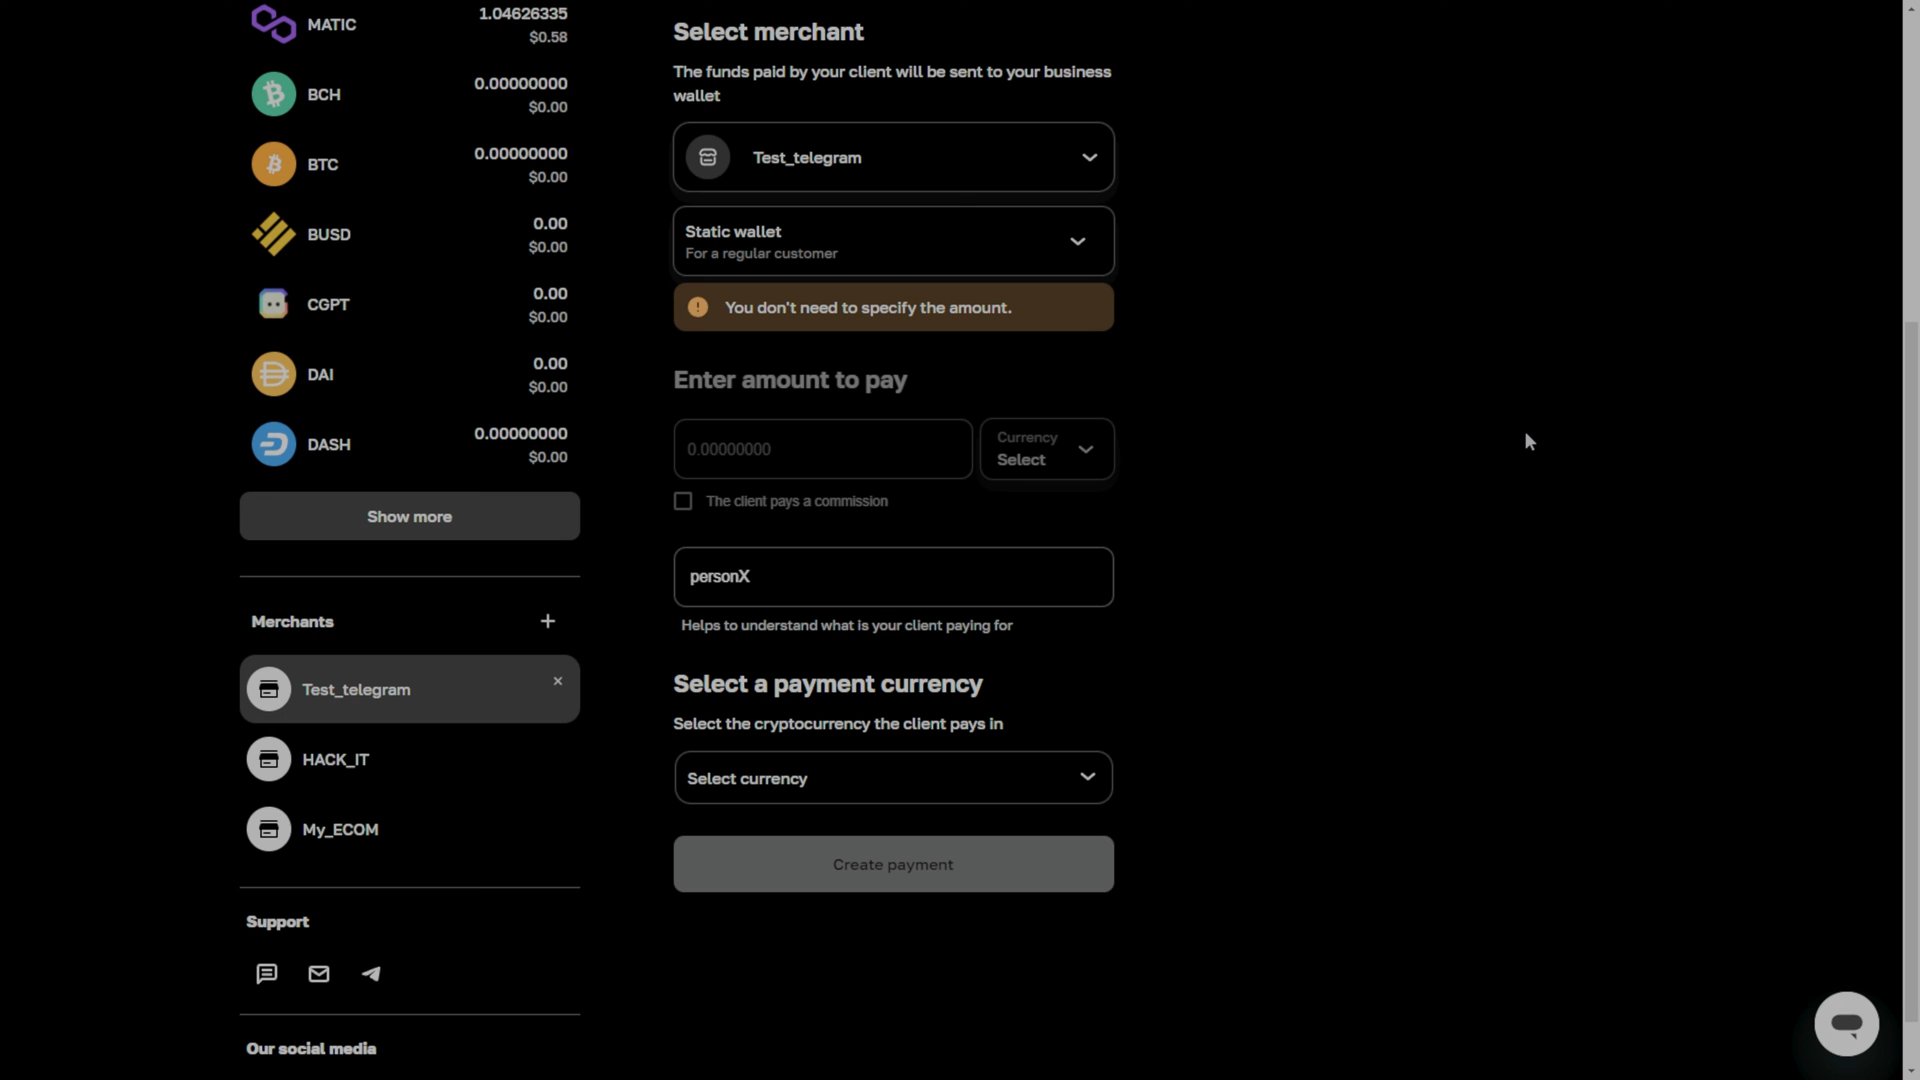 MATIC
1.04626335
$0.58
BCH
0.00000000
$0.00
BTC
0.00000000
$0.00
BUSD
0.00
$0.00
CGPT
0.00
$0.00
DAI
0.00
$0.00
DASH
0.00000000
$0.00
Show more
Merchants
Test_telegram
HACK_IT
My_ECOM
Support
Our social media
Select merchant
The funds paid by your client will be sent to your business
wallet
Test_telegram
Static wallet
For a regular customer
You don't need to specify the amount.
Enter amount to pay
0.00000000
Currency
Select
The client pays a commission
personX
Helps to understand what is your client paying for
Select a payment currency
Select the cryptocurrency the client pays in
Select currency
Create payment